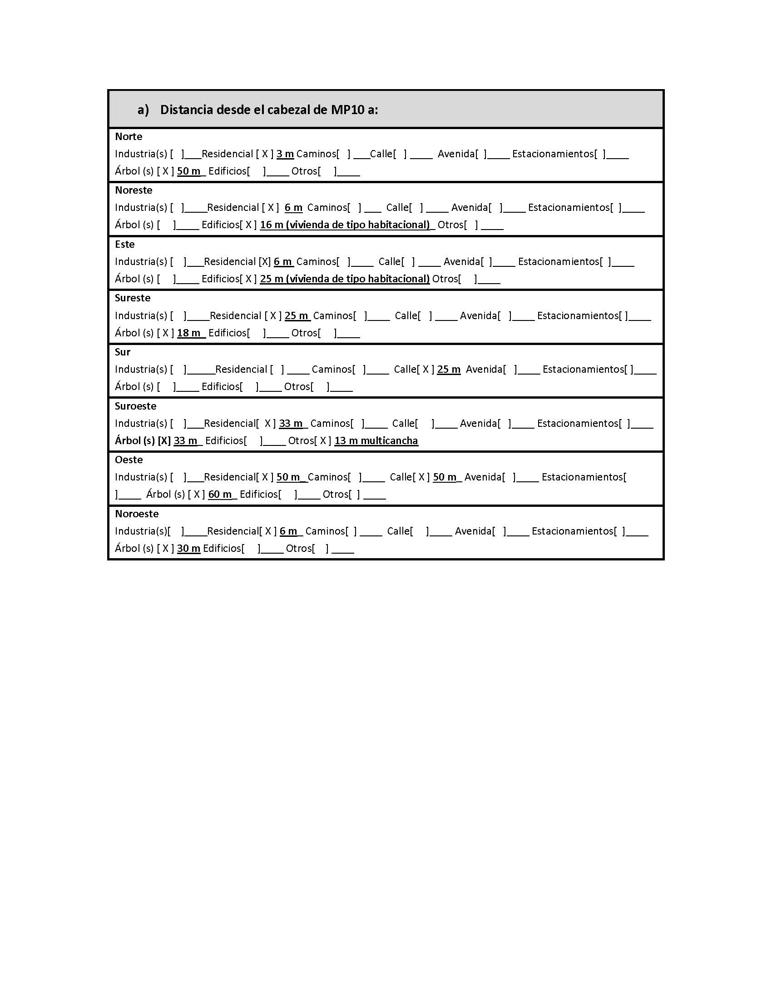 a) Distancia desde el cabezal de MP10 a:
Norte
Industria(s) [ ]___Residencial [ X ] 3 m Caminos[ ] ___Calle[ ] ____ Avenida[ ]____ Estacionamientos[ ]____
Árbol (s) [ X ] 50 m_ Edificios[ ]____ Otros[ ]____
Noreste
Industria(s) [ ]____Residencial [ X ] 6 m Caminos[ ] ___ Calle[ ] ____ Avenida[ ]____ Estacionamientos[ ]____
Árbol (s) [ ]____ Edificios[ X ] 16 m (vivienda de tipo habitacional)_ Otros[ ] ____
Este
Industria(s) [ ]___Residencial [X] 6 m Caminos[ ]____ Calle[ ] ____ Avenida[ ]____ Estacionamientos[ ]____
Árbol (s) [ ]____ Edificios[ X ] 25 m (vivienda de tipo habitacional) Otros[ ]____
Sureste
Industria(s) [ ]____Residencial [ X ] 25 m Caminos[ ]____ Calle[ ] ____ Avenida[ ]____ Estacionamientos[ ]____
Árbol (s) [ X ] 18 m_ Edificios[ ]____ Otros[ ]____
Sur
Industria(s) [ ]_____Residencial [ ] ____ Caminos[ ]____ Calle[ X ] 25 m Avenida[ ]____ Estacionamientos[ ]____
Árbol (s) [ ]____ Edificios[ ]____ Otros[ ]____
Suroeste
Industria(s) [ ]___Residencial[ X ] 33 m_ Caminos[ ]____ Calle[ ]____ Avenida[ ]____ Estacionamientos[ ]____
Árbol (s) [X] 33 m_ Edificios[ ]____ Otros[ X ] 13 m multicancha
Oeste
Industria(s) [ ]___Residencial[ X ] 50 m_ Caminos[ ]____ Calle[ X ] 50 m_ Avenida[ ]____ Estacionamientos[
]____ Árbol (s) [ X ] 60 m_ Edificios[ ]____ Otros[ ] ____
Noroeste
Industria(s)[ ]____Residencial[ X ] 6 m_ Caminos[ ] ____ Calle[ ]____ Avenida[ ]____ Estacionamientos[ ]____
Árbol (s) [ X ] 30 m Edificios[ ]____ Otros[ ] ____